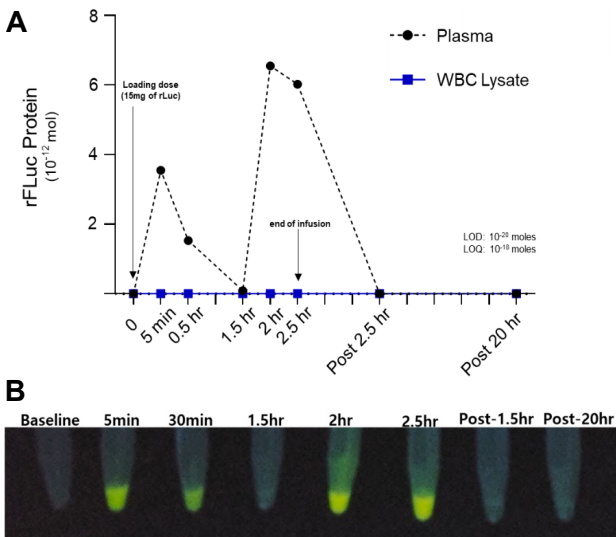 A
Plasma
WBC Lysate
rFLuc Protein
(10⁻¹² mol)
8
6
4
2
Loading dose
(15mg of rLuc)
end of infusion
LOD: 10⁻²⁰ moles
LOQ: 10⁻¹⁸ moles
0
5 min
0.5 hr
1.5 hr
2 hr
2.5 hr
Post 2.5 hr
Post 20 hr
B
Baseline 5min 30min 1.5hr 2hr 2.5hr Post-1.5hr Post-20hr